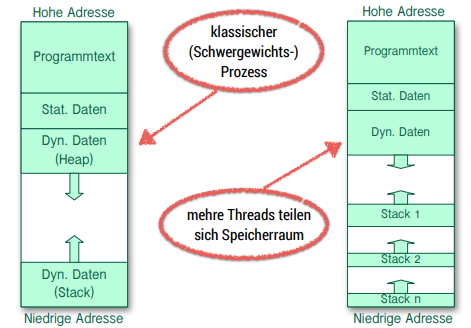 Hohe Adresse
Programmtext
Stat. Daten
Dyn. Daten
(Heap)
Dyn. Daten
(Stack)
Niedrige Adresse
klassischer
(Schwergewichts-)
Prozess
mehre Threads teilen
sich Speicherraum
Hohe Adresse
Programmtext
Stat. Daten
Dyn. Daten
Stack 1
Stack 2
Stack n
Niedrige Adresse